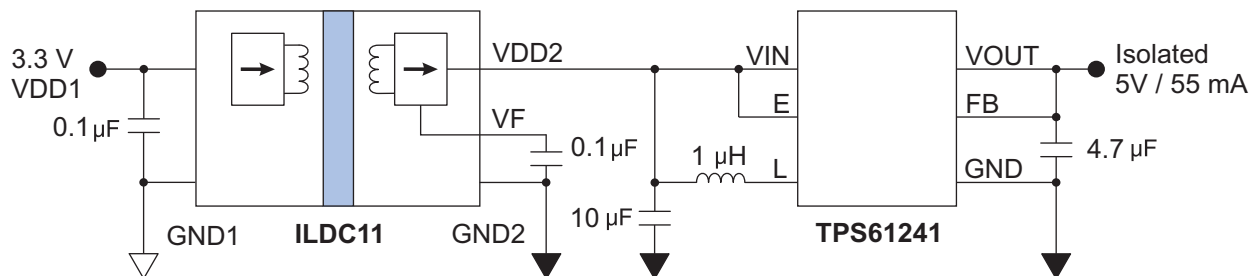 3.3 V
VDD1
0.1 µF
GND1
ILDC11
GND2
VDD2
VF
0.1 µF
10 µF
1 µH
VIN
E
L
TPS61241
VOUT
FB
GND
Isolated
5V / 55 mA
4.7 µF